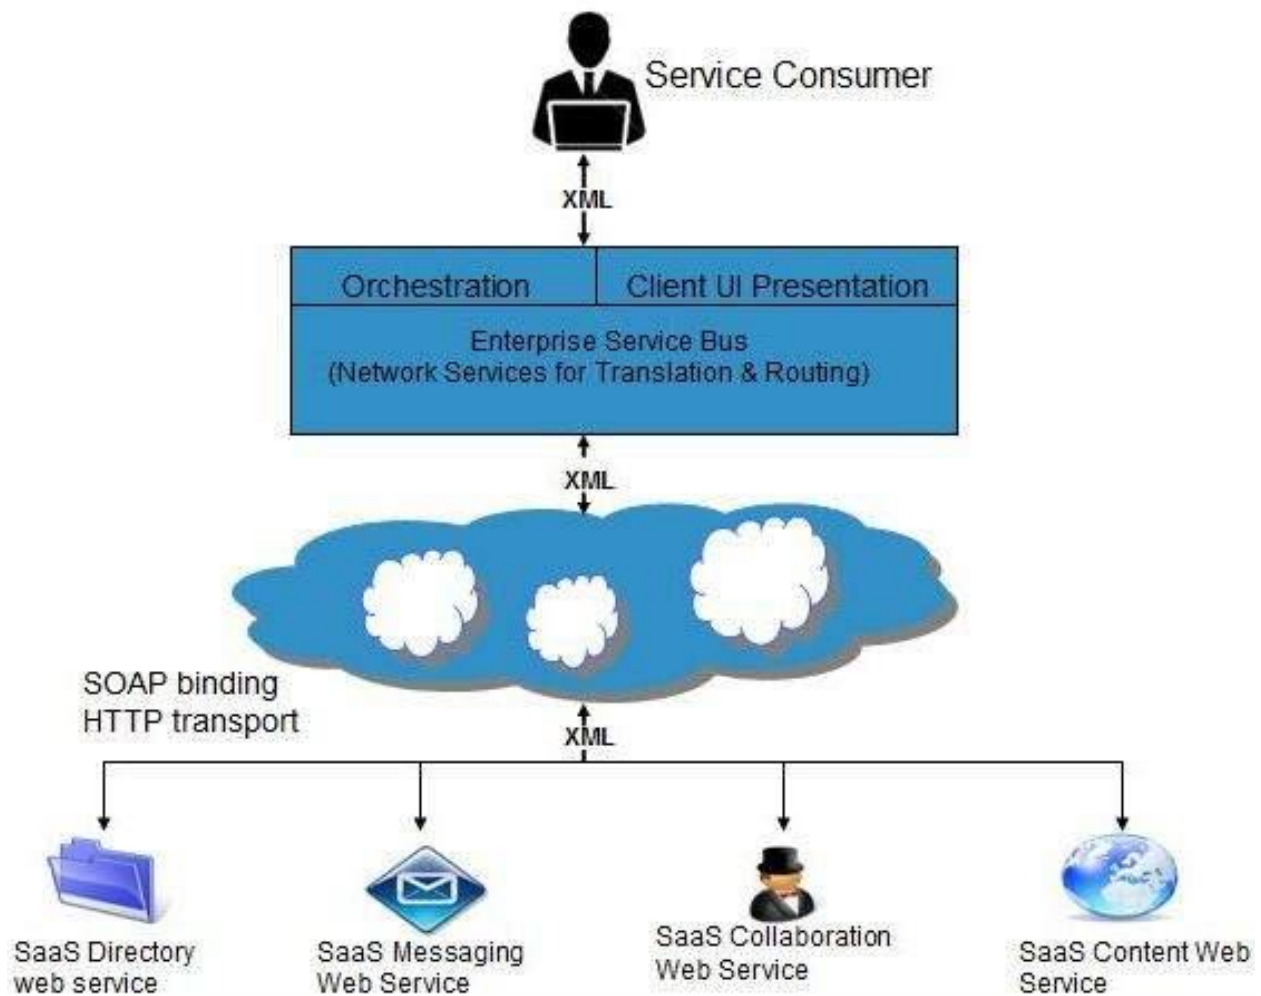 Service Consumer
XML
Orchestration
Client UI Presentation
Enterprise Service Bus
(Network Services for Translation & Routing)
XML
SOAP binding
HTTP transport
XML
SaaS Directory
web service
SaaS Messaging
Web Service
SaaS Collaboration
Web Service
SaaS Content Web
Service